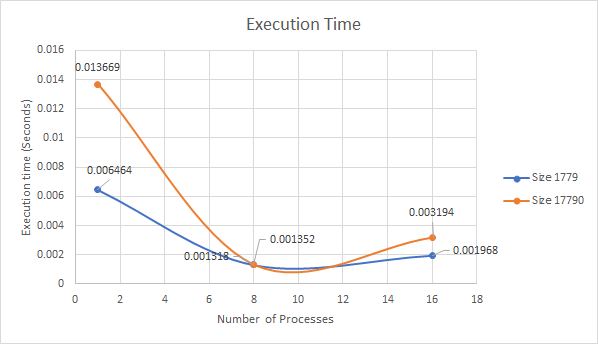 Execution Time
0.016
0.014
0.012
0.01
0.008
0.006
0.004
0.002
0
Execution time (Seconds)
0.013669
0.006464
0.001318
0.001352
0.003194
0.001968
0 2 4 6 8 10 12 14 16 18
Number of Processes
Size 1779
Size 17790